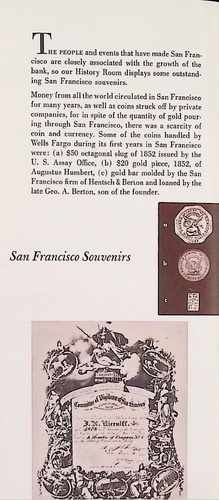 THE PEOPLE and events that have made San Fran-
cisco are closely associated with the growth of the
bank, so our History Room displays some outstand-
ing San Francisco souvenirs.
Money from all the world circulated in San Francisco
for many years, as well as coins struck off by private
companies, for in spite of the quantity of gold pour-
ing through San Francisco, there was a scarcity of
coin and currency. Some of the coins handled by
Wells Fargo during its first years in San Francisco
were: (a) $50 octagonal slug of 1852 issued by the
U. S. Assay Office, (b) $20 gold piece, 1852, of
Augustus Humbert, (c) gold bar molded by the San
Francisco firm of Hentsch & Berton and loaned by the
late Geo. A. Berton, son of the founder.
a
b
c
San Francisco Souvenirs
Committee of Vigilance of San Francisco